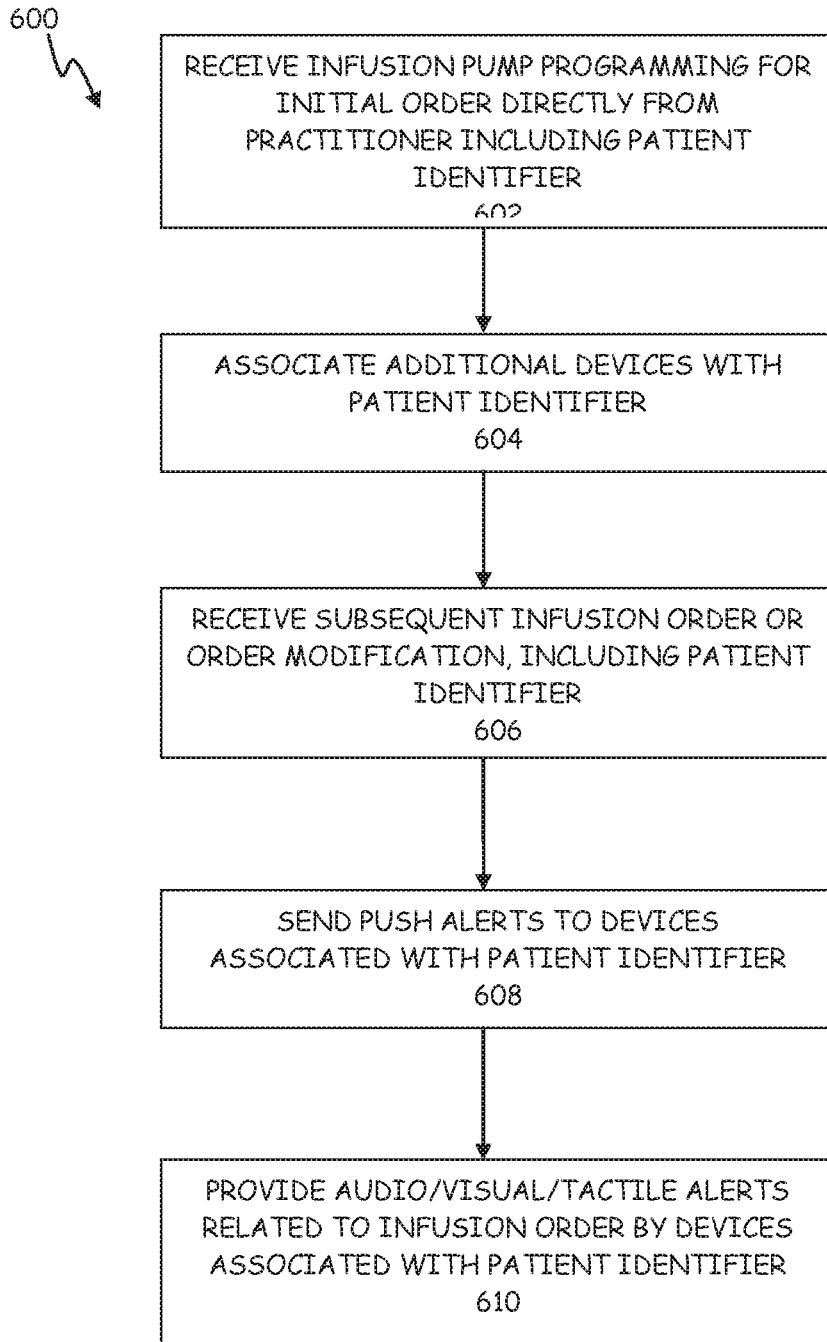 600
RECEIVE INFUSION PUMP PROGRAMMING FOR
INITIAL ORDER DIRECTLY FROM
PRACTITIONER INCLUDING PATIENT
IDENTIFIER
602
ASSOCIATE ADDITIONAL DEVICES WITH
PATIENT IDENTIFIER
604
RECEIVE SUBSEQUENT INFUSION ORDER OR
ORDER MODIFICATION, INCLUDING PATIENT
IDENTIFIER
606
SEND PUSH ALERTS TO DEVICES
ASSOCIATED WITH PATIENT IDENTIFIER
608
PROVIDE AUDIO/VISUAL/TACTILE ALERTS
RELATED TO INFUSION ORDER BY DEVICES
ASSOCIATED WITH PATIENT IDENTIFIER
610